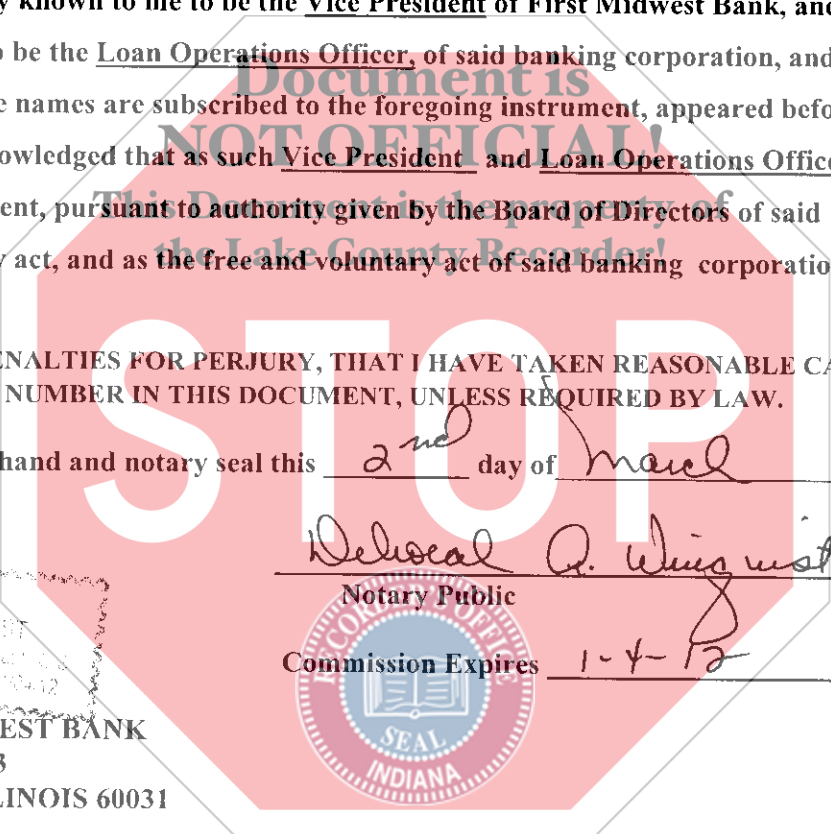 y known to me to be the Vice President of First Midwest Bank, and
o be the Loan Operations Officer, of said banking corporation, and
Document is
e names are subscribed to the foregoing instrument, appeared befo
NOT OFFICIAL!
owledged that as such Vice President and Loan Operations Office
This Document is the property of
ent, pursuant to authority given by the Board of Directors of said
the Lake County Recorder!
y act, and as the free and voluntary act of said banking corporatio
STOP
ENALTIES FOR PERJURY, THAT I HAVE TAKEN REASONABLE CA
NUMBER IN THIS DOCUMENT, UNLESS REQUIRED BY LAW.
hand and notary seal this 2nd day of March
Deborah A. Wingquist
Notary Public
RECORDER'S OFFICE
Commission Expires 1-4-12
SEAL
INDIANA
EST BANK
3
LINOIS 60031